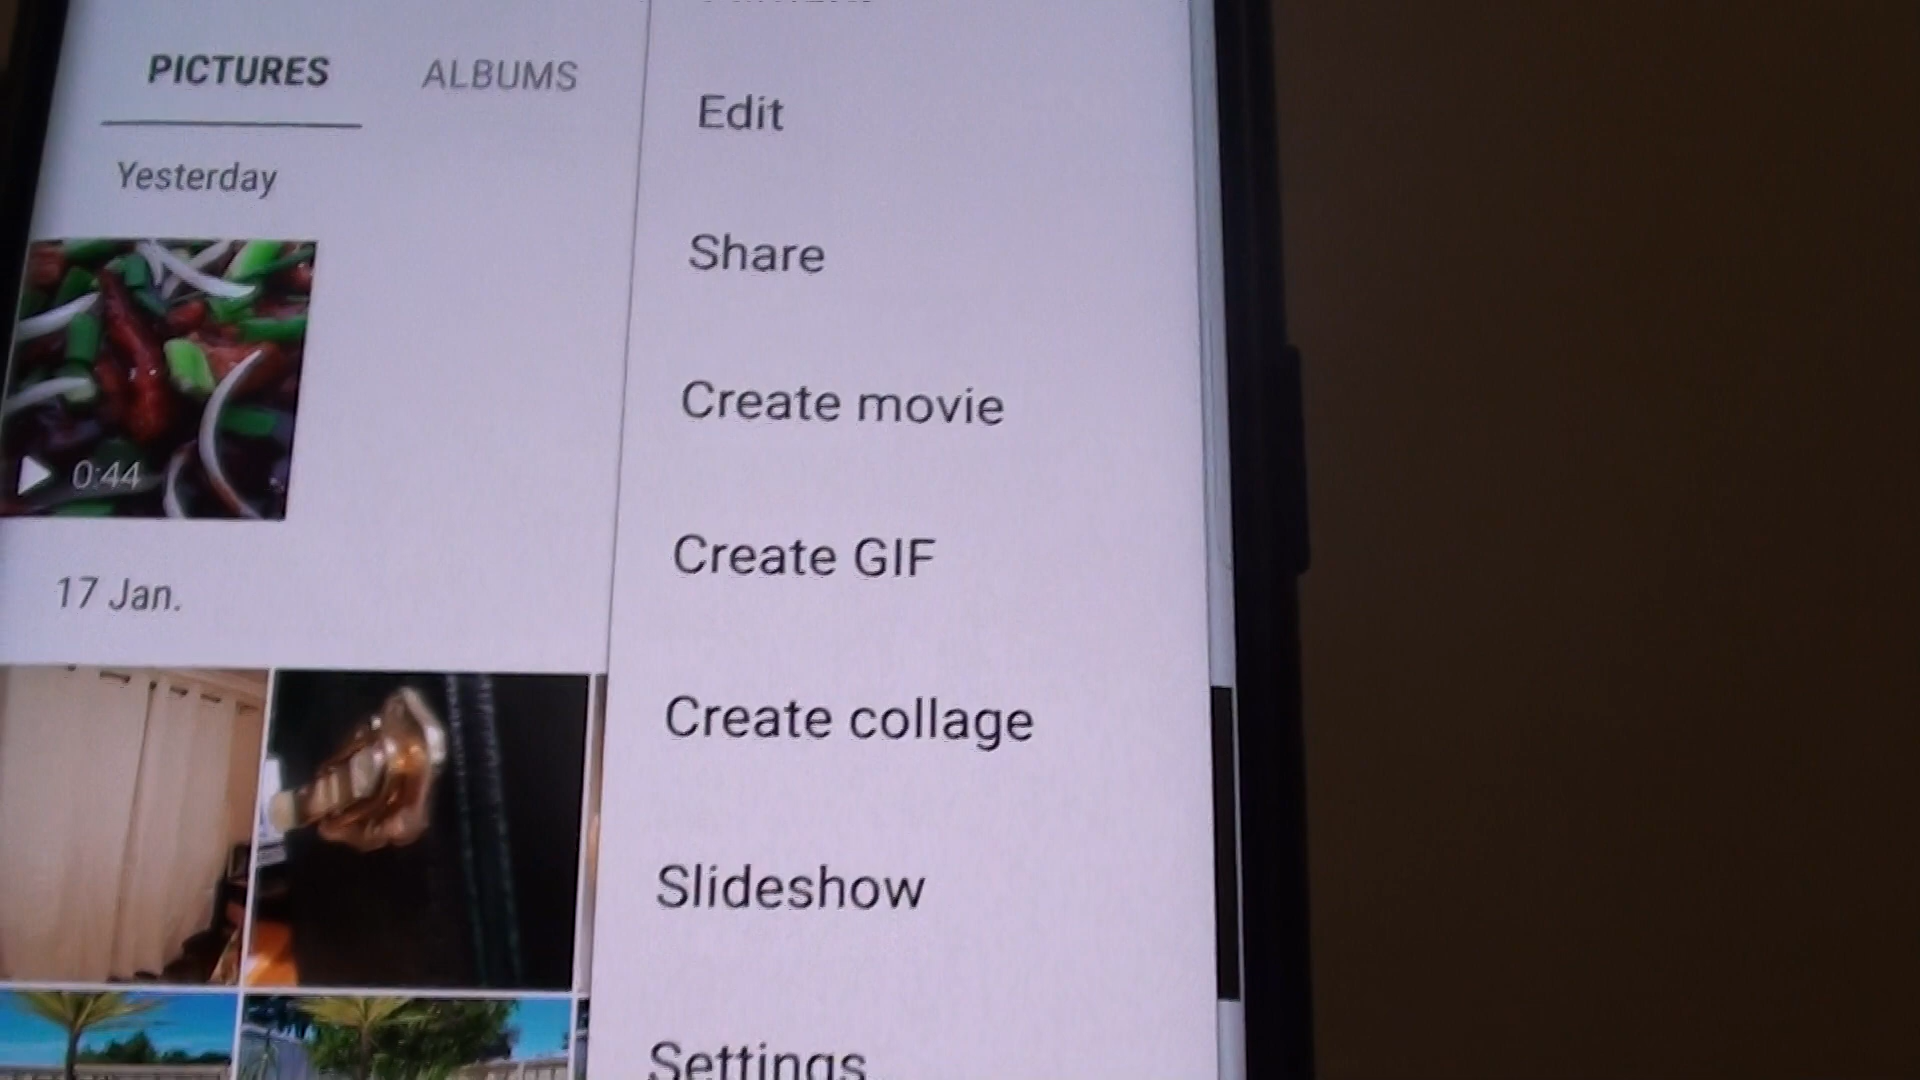 PICTURES
ALBUMS
Yesterday
0:44
17 Jan.
Edit
Share
Create movie
Create GIF
Create collage
Slideshow
Settings